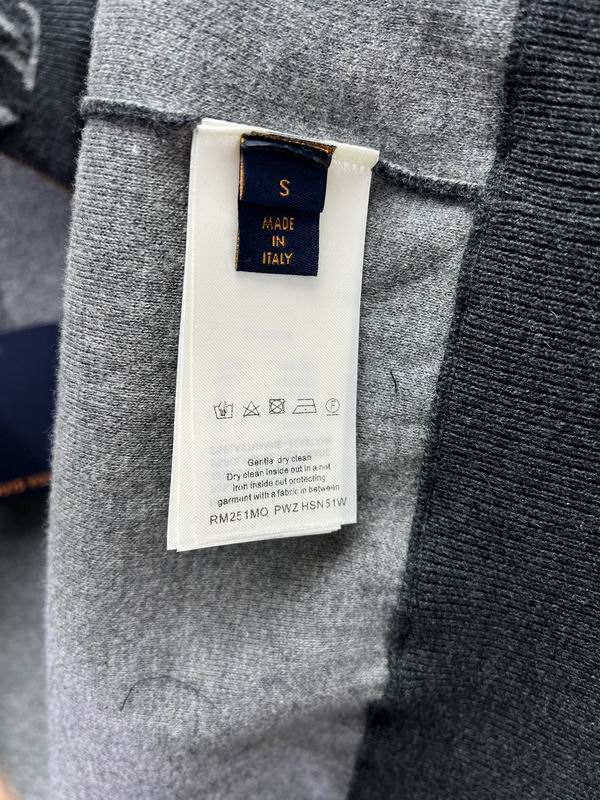 S
MADE
IN
ITALY
F
Gentle dry clean
Dry clean inside out in a net
iron inside out protecting
garment with a fabric in between
RM251MQ PWZ HSN51W